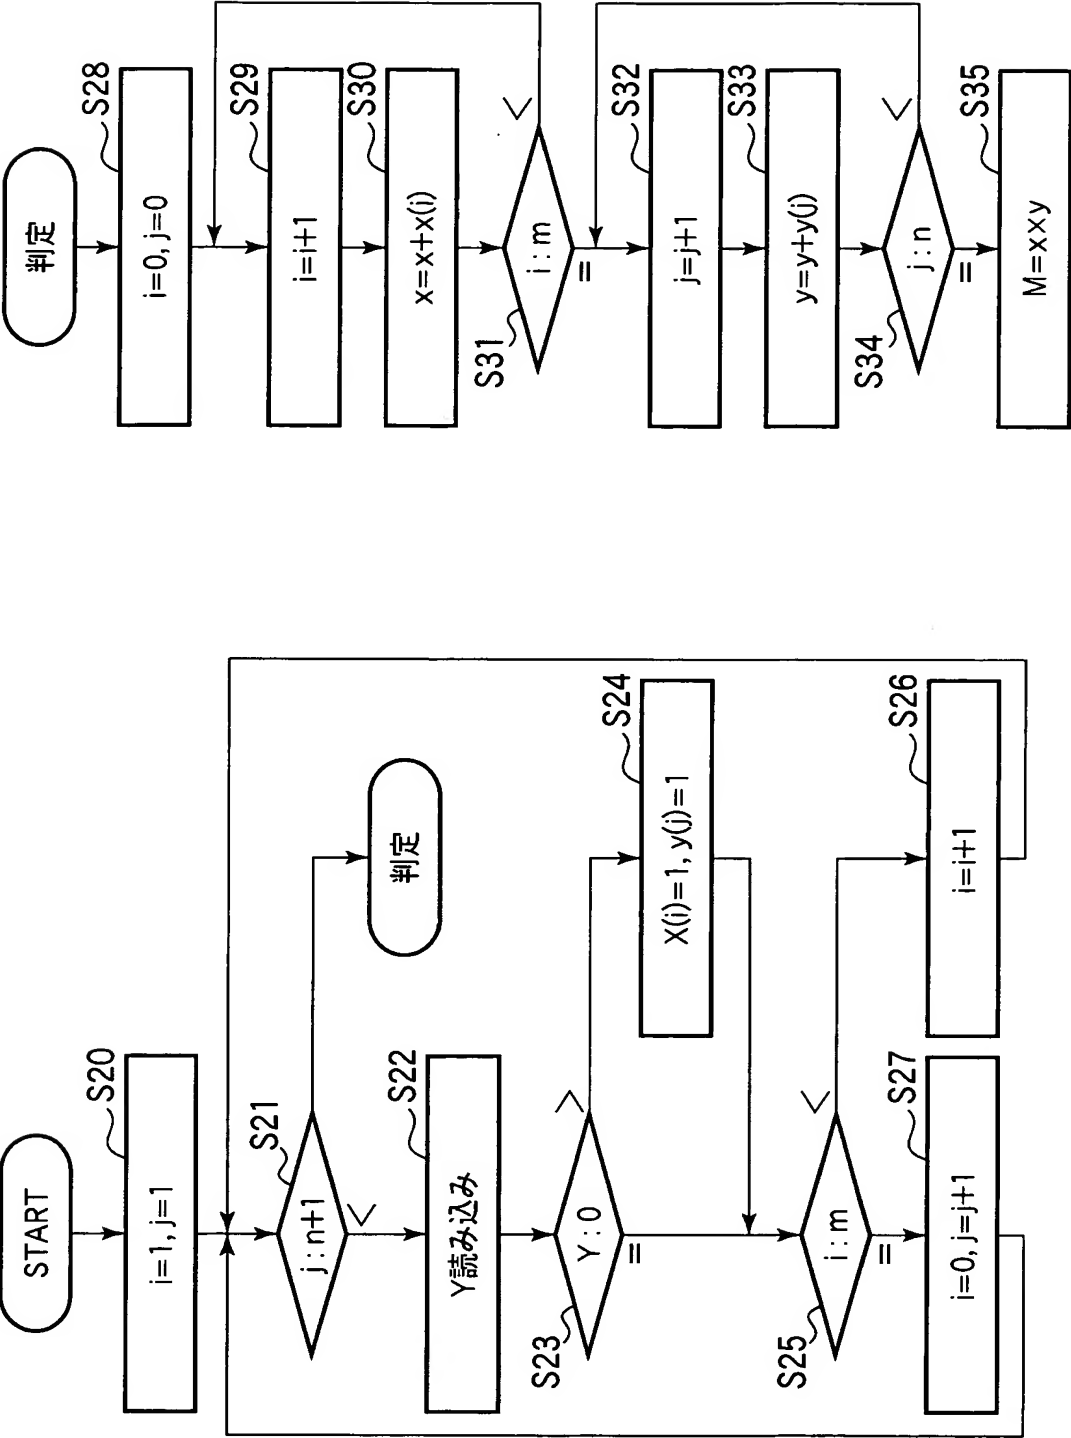 START
S20
i=1, j=1
S21
j : n+1
<
判定
S22
Y読み込み
S23
Y : 0
>
=
S24
X(i)=1, y(j)=1
S25
i : m
<
=
S26
i=i+1
S27
i=0, j=j+1
判定
S28
i=0, j=0
S29
i=i+1
S30
x=x+x(i)
S31
i : m
<
=
S32
j=j+1
S33
y=y+y(j)
S34
j : n
<
=
S35
M=x×y